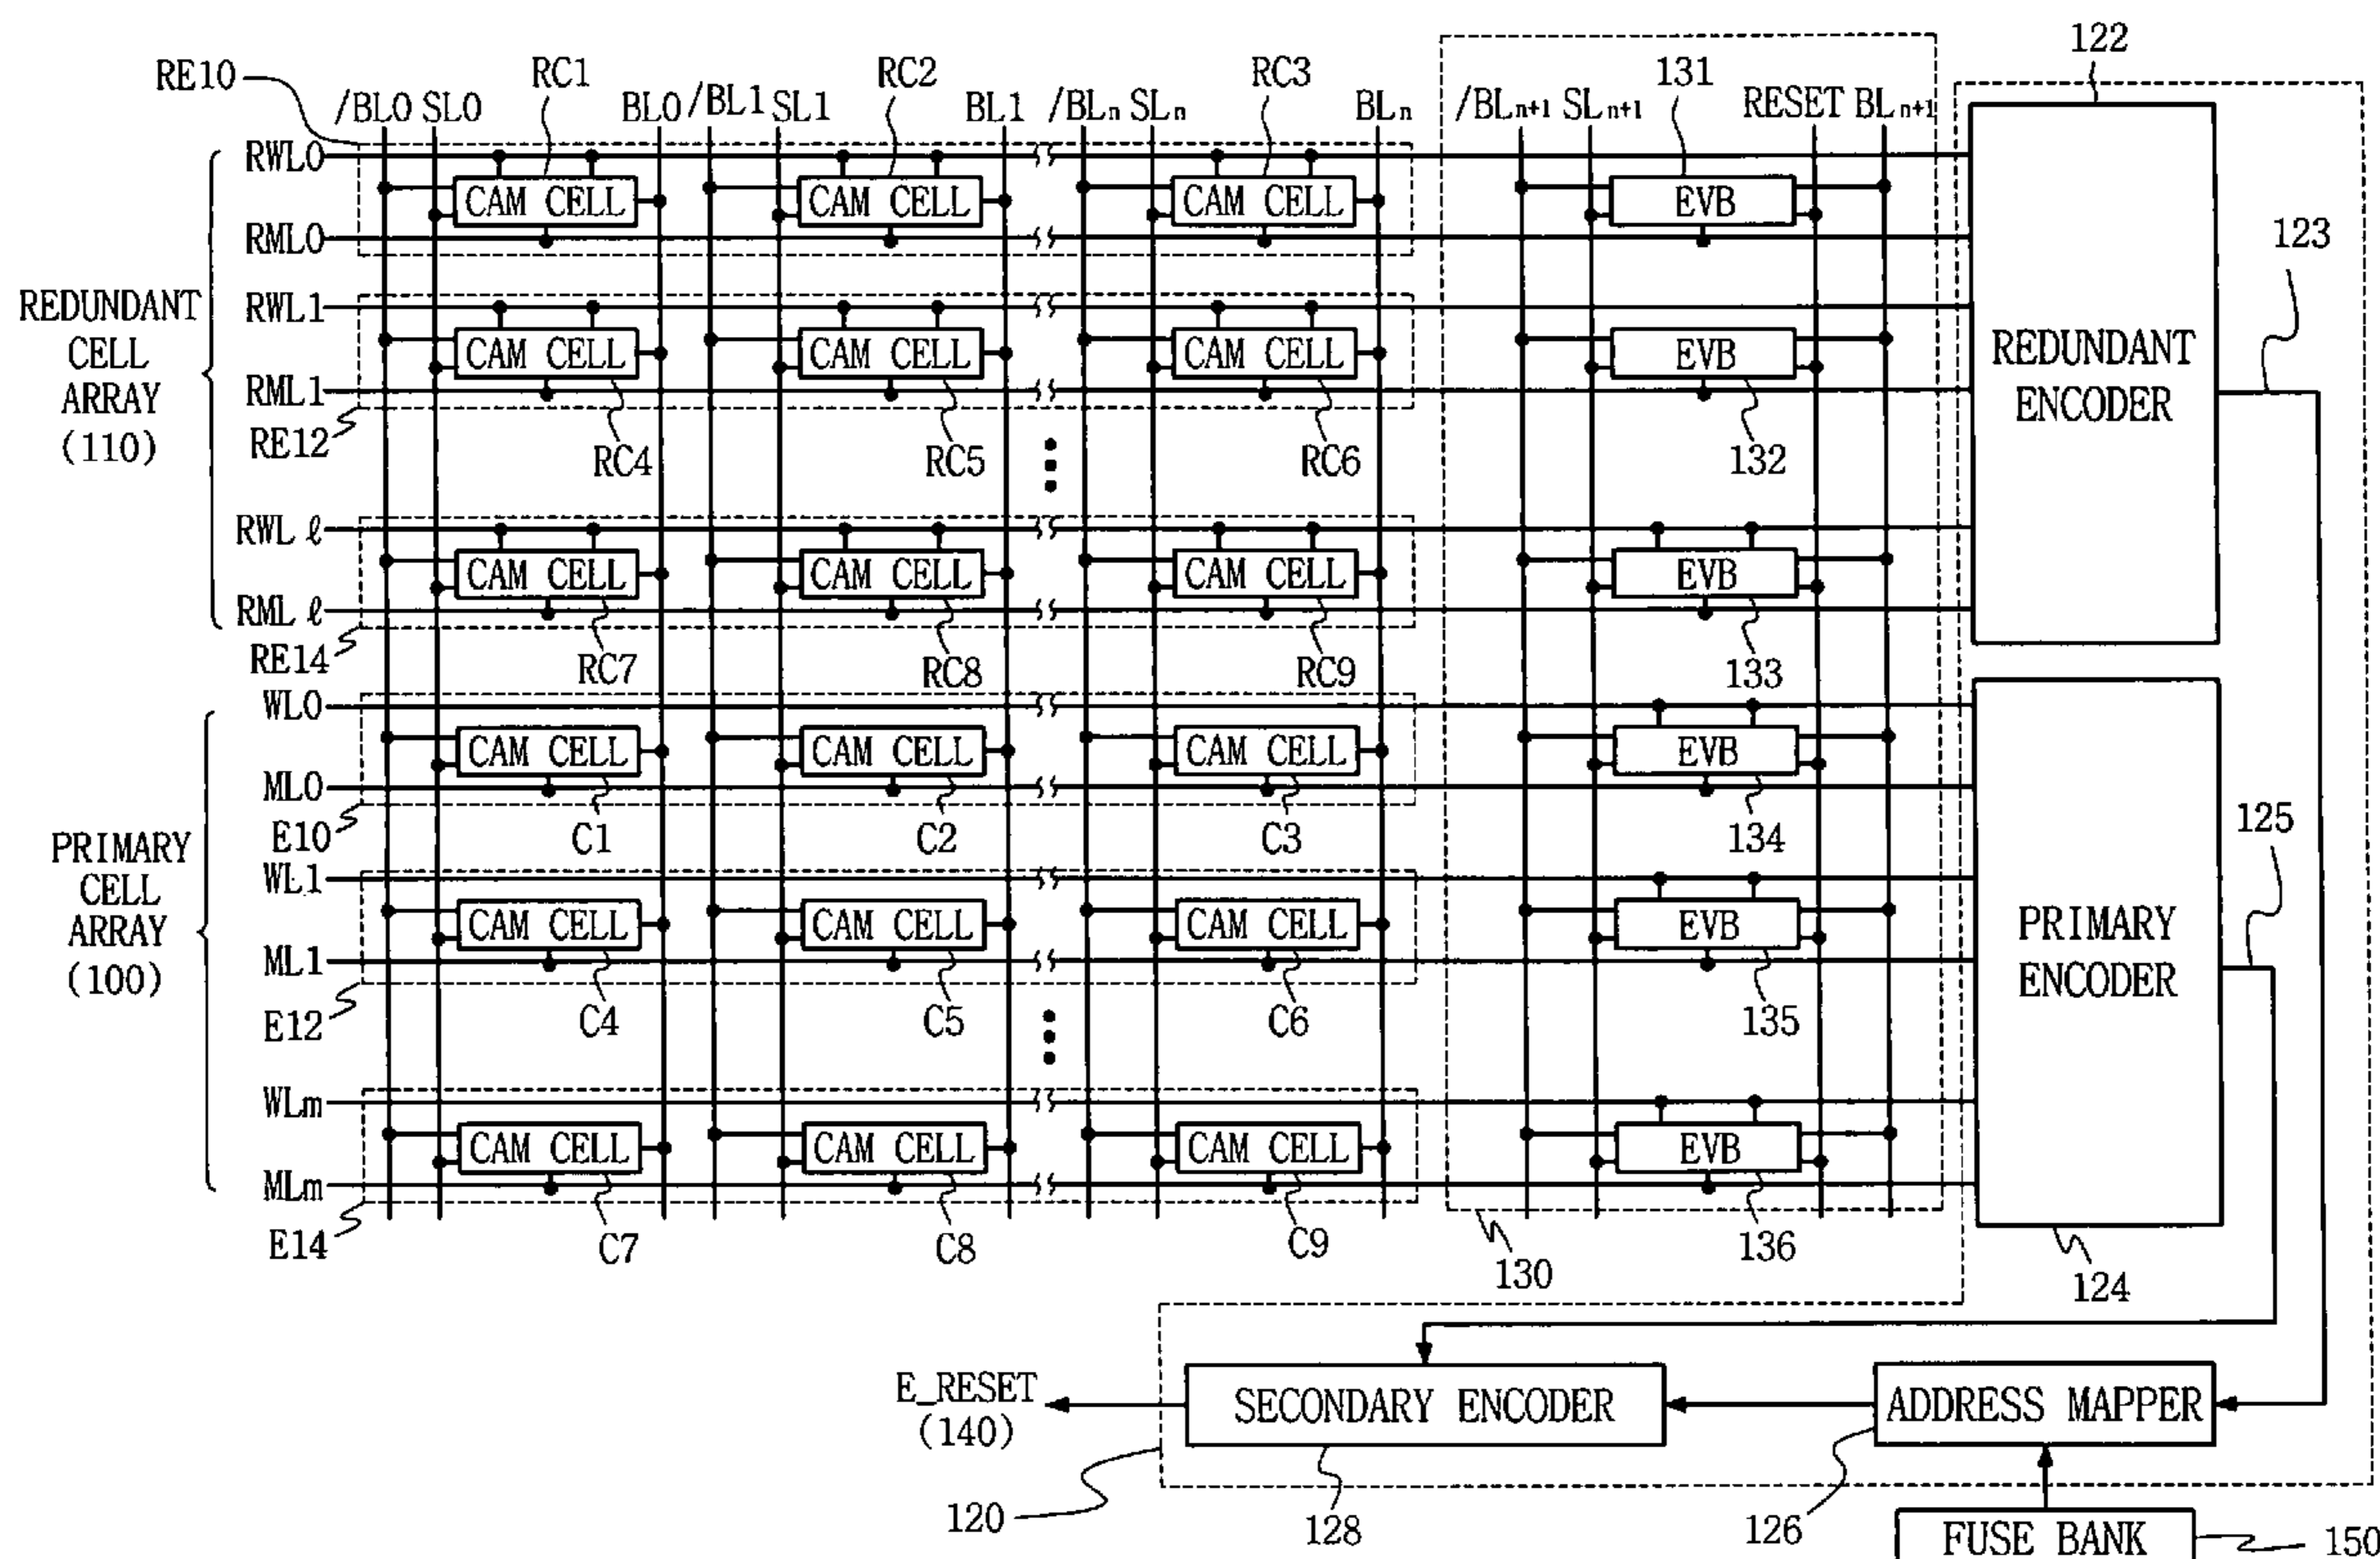 122
RE10
RC1
RC2
RC3
131
/BL0 SL0 BL0 /BL1 SL1 BL1 /BLn SLn BLn /BLn+1 SLn+1 RESET BLn+1
RWL0
CAM CELL CAM CELL CAM CELL EVB
RML0
123
REDUNDANT
CELL
ARRAY
(110)
RWL1
CAM CELL CAM CELL CAM CELL EVB
RML1
REDUNDANT
ENCODER
RE12
RC4 RC5 RC6 132
RWL ℓ
CAM CELL CAM CELL CAM CELL EVB
RML ℓ
RE14
RC7 RC8 RC9 133
WL0
CAM CELL CAM CELL CAM CELL EVB
ML0
E10
C1 C2 C3 134
125
PRIMARY
CELL
ARRAY
(100)
WL1
CAM CELL CAM CELL CAM CELL EVB
ML1
PRIMARY
ENCODER
E12
C4 C5 C6 135
WLm
CAM CELL CAM CELL CAM CELL EVB
MLm
E14
C7 C8 C9 136
130
124
E_RESET
(140)
SECONDARY ENCODER
ADDRESS MAPPER
120
128
126
FUSE BANK
150